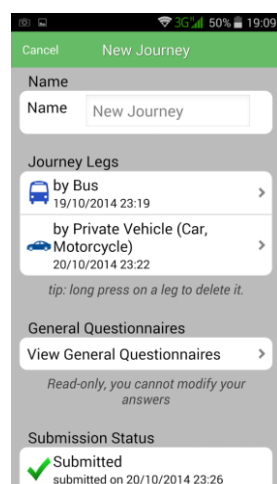 3G 50% 19:09
Cancel New Journey
Name
Name New Journey
Journey Legs
by Bus
19/10/2014 23:19
by Private Vehicle (Car,
Motorcycle)
20/10/2014 23:22
tip: long press on a leg to delete it.
General Questionnaires
View General Questionnaires
Read-only, you cannot modify your
answers
Submission Status
Submitted
submitted on 20/10/2014 23:26